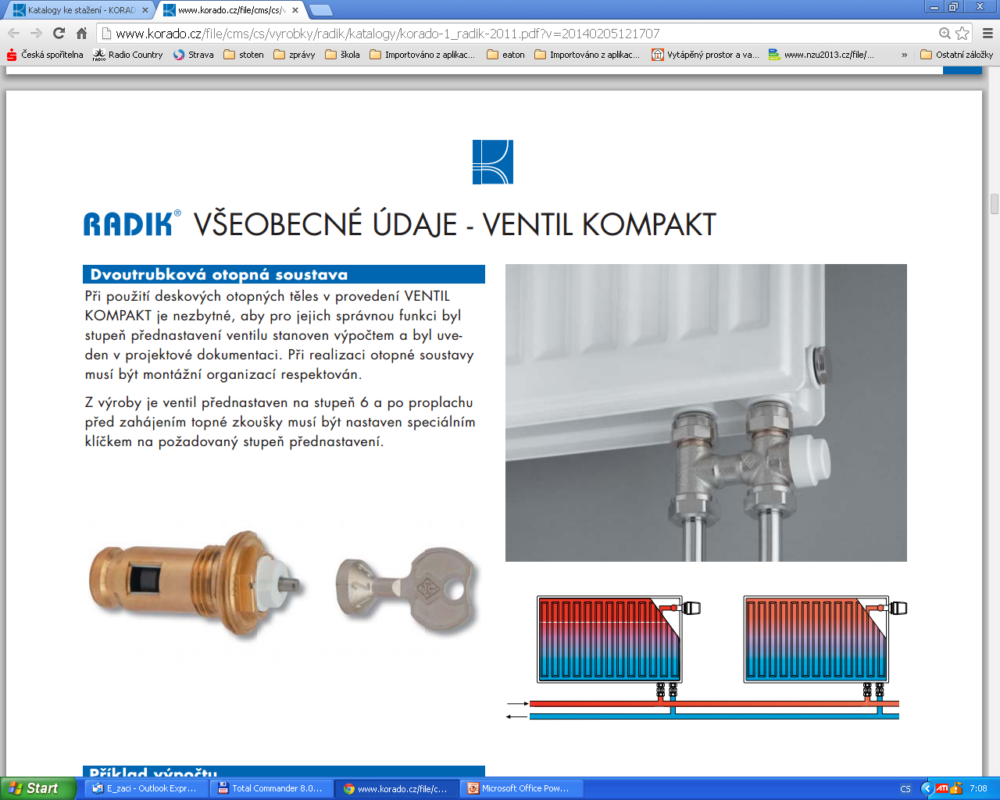 Katalogy ke stažení - KORAD
www.korado.cz/file/cms/cs/v
www.korado.cz/file/cms/cs/vyrobky/radik/katalogy/korado-1_radik-2011.pdf?v=20140205121707
Česká spořitelna
Radio Country
Strava
stoten
zprávy
škola
Importováno z aplikac...
eaton
Importováno z aplikac...
Vytápěný prostor a va...
www.nzu2013.cz/file/...
»
Ostatní záložky
RADIK® VŠEOBECNÉ ÚDAJE - VENTIL KOMPAKT
Dvoutrubková otopná soustava
Při použití deskových otopných těles v provedení VENTIL
KOMPAKT je nezbytné, aby pro jejich správnou funkci byl
stupeň přednastavení ventilu stanoven výpočtem a byl uve-
den v projektové dokumentaci. Při realizaci otopné soustavy
musí být montážní organizací respektován.
Z výroby je ventil přednastaven na stupeň 6 a po proplachu
před zahájením topné zkoušky musí být nastaven speciálním
klíčkem na požadovaný stupeň přednastavení.
Příklad výpočtu
Start
E_zaci - Outlook Expr...
Total Commander 8.0...
www.korado.cz/file/c...
Microsoft Office Pow...
CS
ATI
7:08